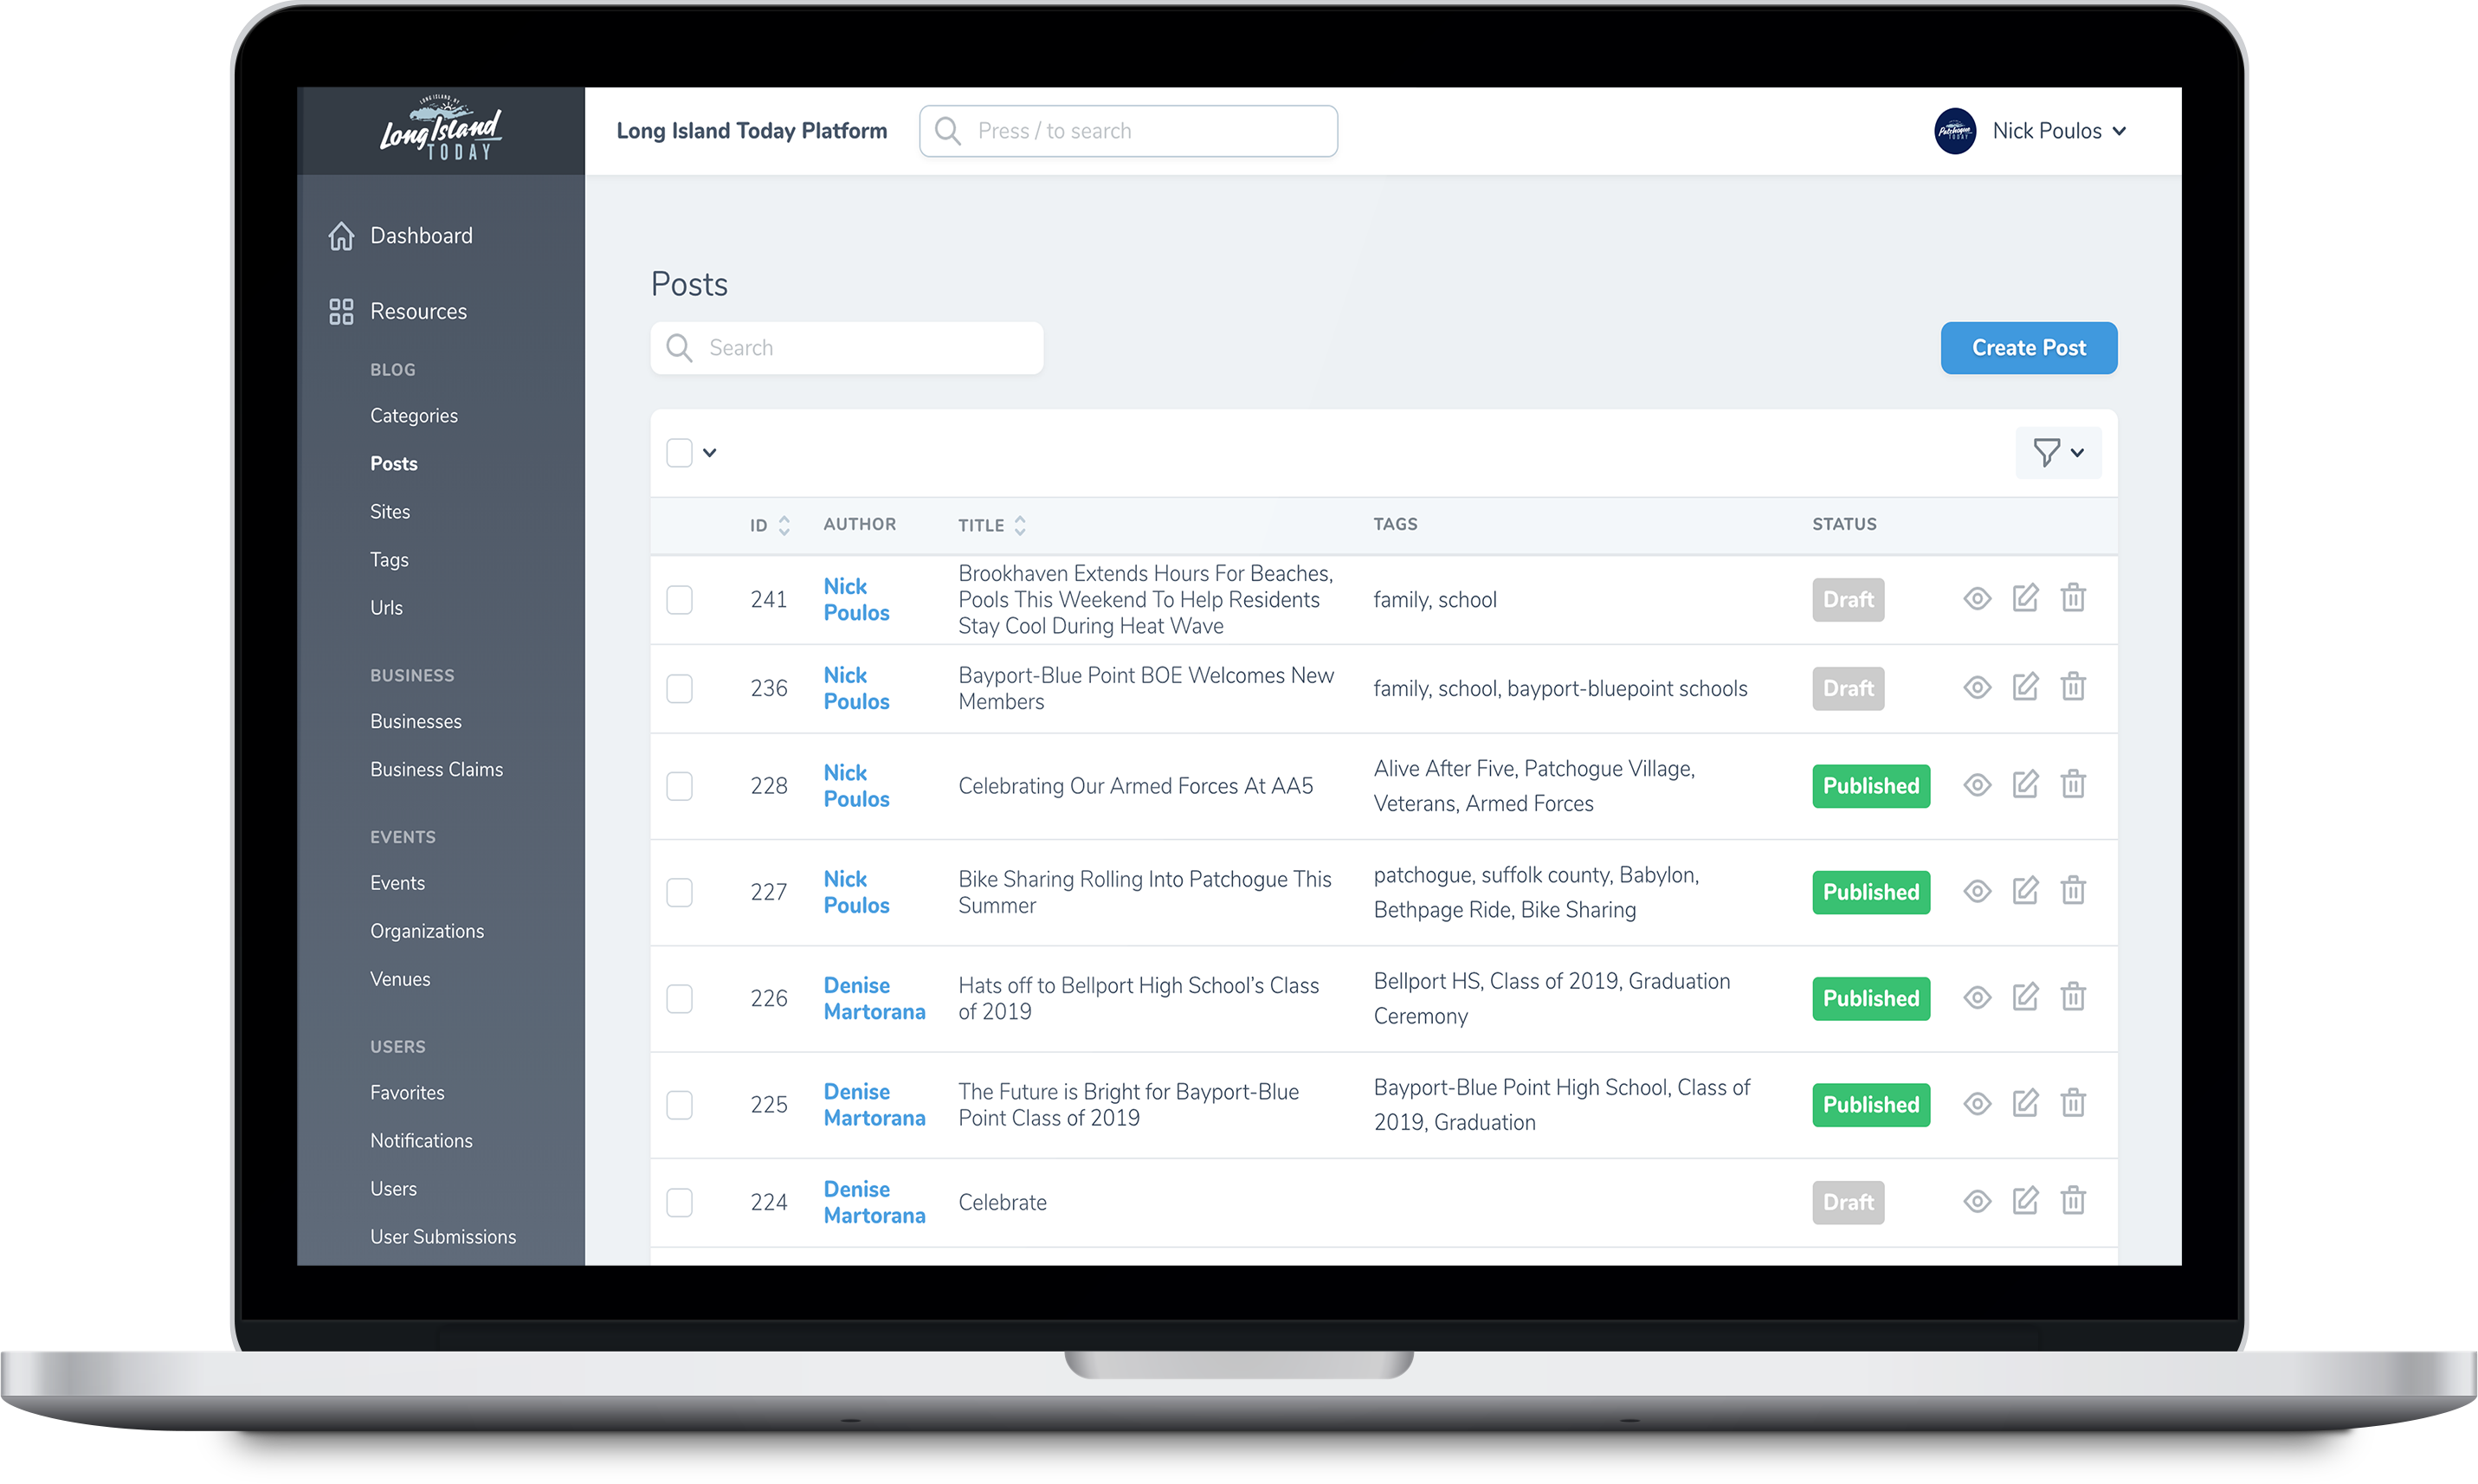 LONG ISLAND, NY
Long Island
TODAY
Long Island Today Platform
Press / to search
Patchogue
TODAY
Nick Poulos
Dashboard
Resources
BLOG
Categories
Posts
Sites
Tags
Urls
BUSINESS
Businesses
Business Claims
EVENTS
Events
Organizations
Venues
USERS
Favorites
Notifications
Users
User Submissions
Posts
Search
Create Post
ID AUTHOR TITLE TAGS STATUS
241
Nick
Poulos
Brookhaven Extends Hours For Beaches,
Pools This Weekend To Help Residents
Stay Cool During Heat Wave
family, school
Draft
236
Nick
Poulos
Bayport-Blue Point BOE Welcomes New
Members
family, school, bayport-bluepoint schools
Draft
228
Nick
Poulos
Celebrating Our Armed Forces At AA5
Alive After Five, Patchogue Village,
Veterans, Armed Forces
Published
227
Nick
Poulos
Bike Sharing Rolling Into Patchogue This
Summer
patchogue, suffolk county, Babylon,
Bethpage Ride, Bike Sharing
Published
226
Denise
Martorana
Hats off to Bellport High School’s Class
of 2019
Bellport HS, Class of 2019, Graduation
Ceremony
Published
225
Denise
Martorana
The Future is Bright for Bayport-Blue
Point Class of 2019
Bayport-Blue Point High School, Class of
2019, Graduation
Published
224
Denise
Martorana
Celebrate
Draft